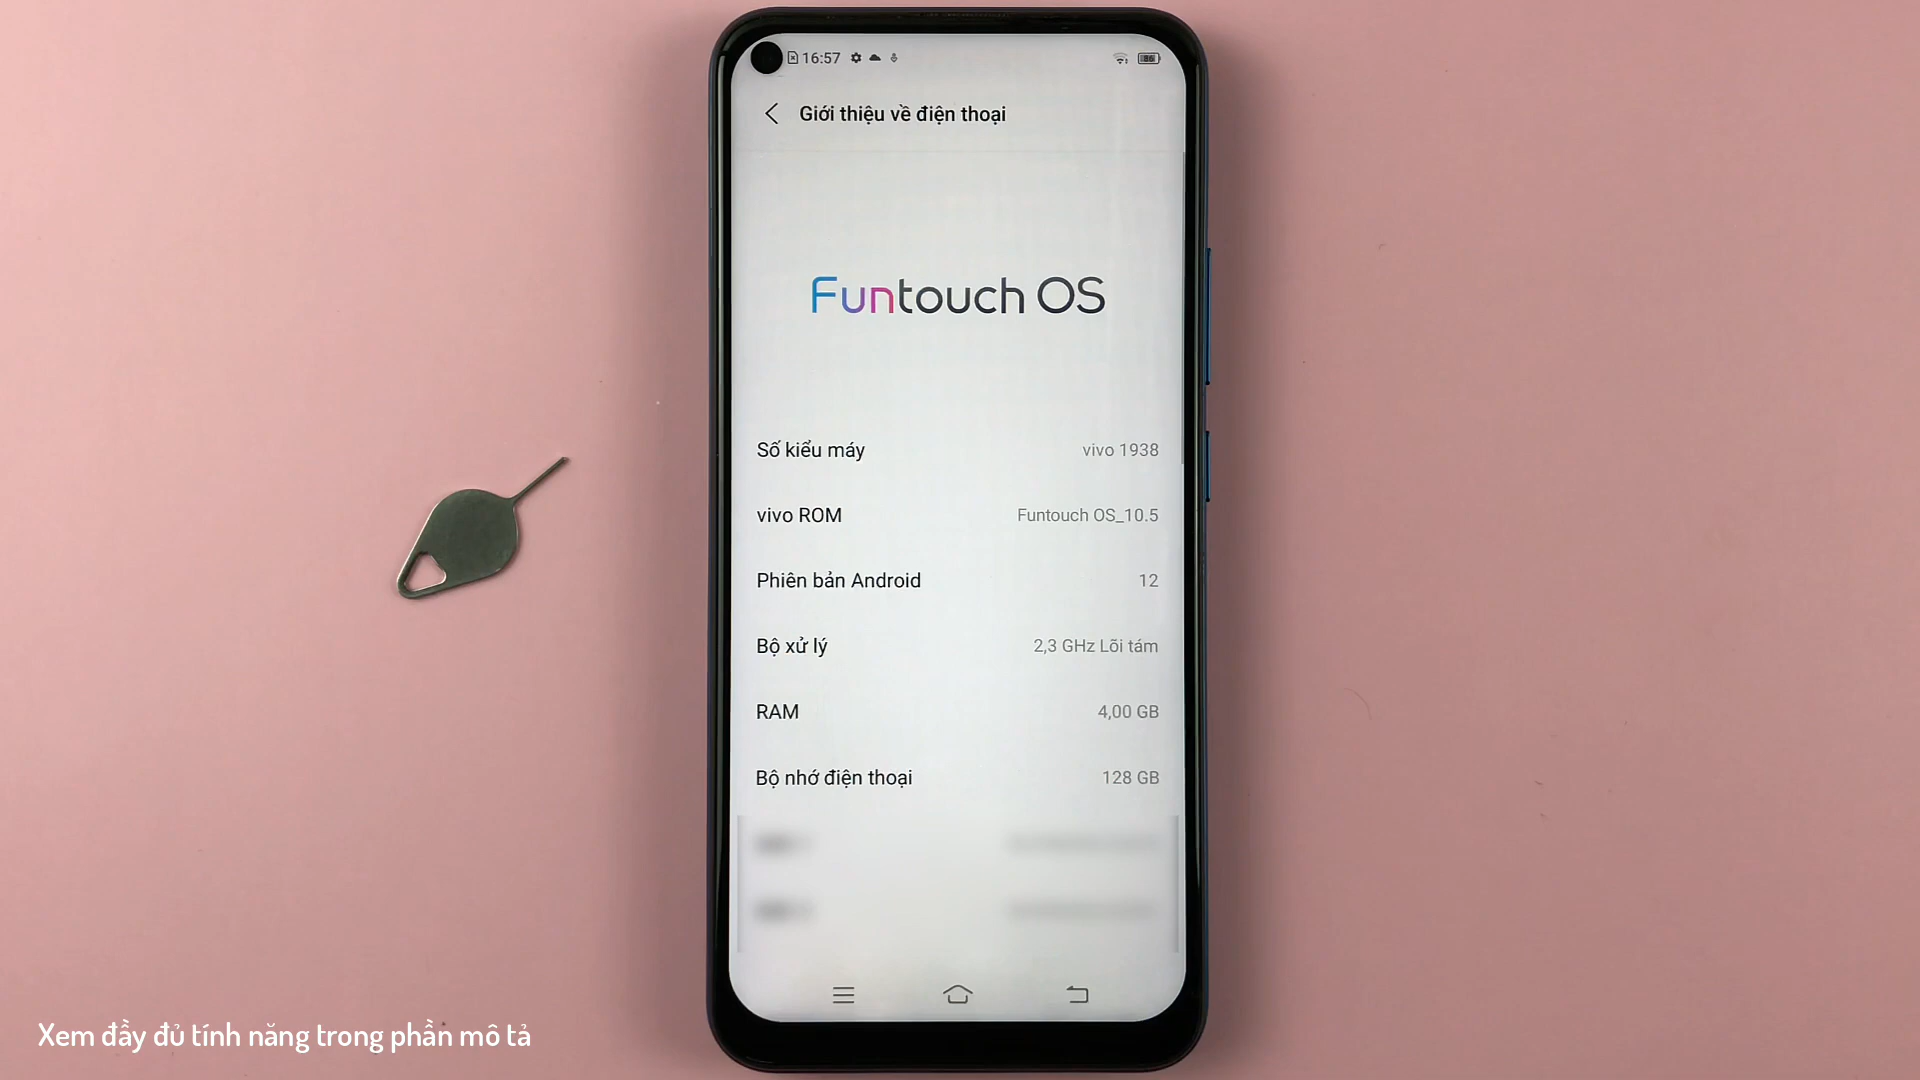 16:57
86
Giới thiệu về điện thoại
Funtouch OS
Số kiểu máy vivo 1938
vivo ROM Funtouch OS_10.5
Phiên bản Android 12
Bộ xử lý 2,3 GHz Lõi tám
RAM 4,00 GB
Bộ nhớ điện thoại 128 GB
Xem đầy đủ tính năng trong phần mô tả